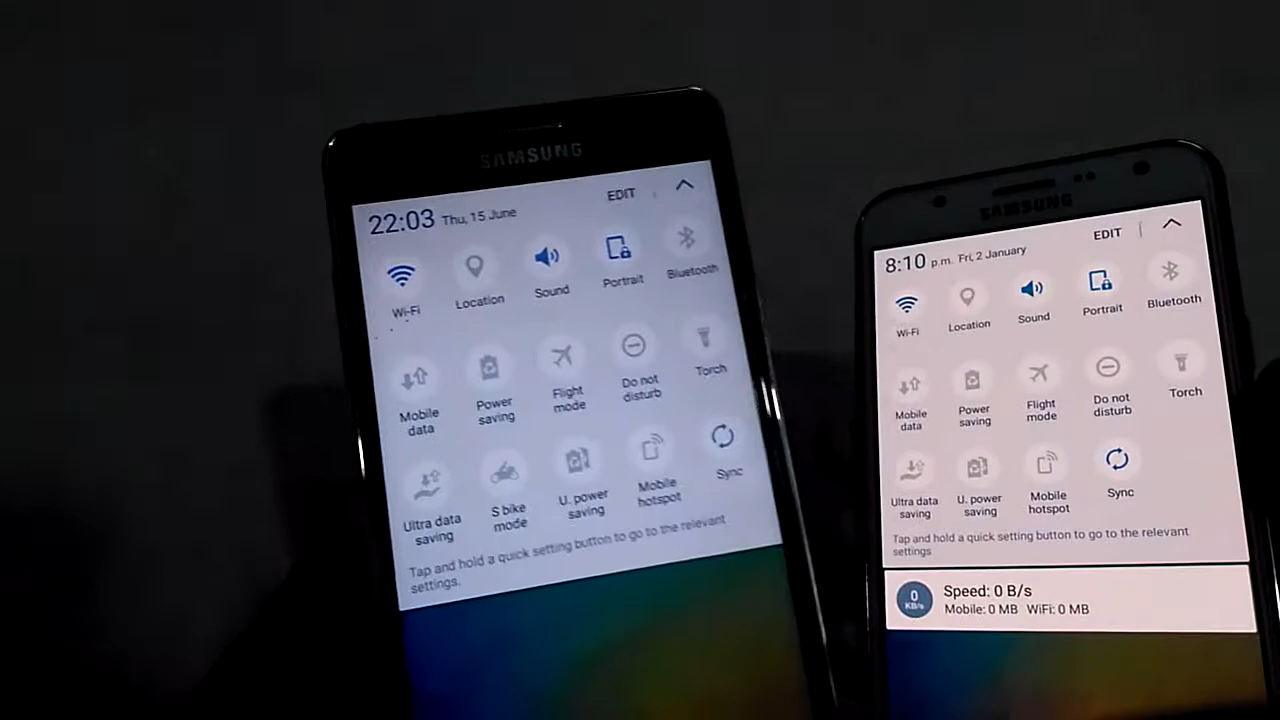 SAMSUNG
EDIT
22:03 Thu, 15 June
Wi-Fi
Location
Sound
Portrait
Bluetooth
Mobile
data
Power
saving
Flight
mode
Do not
disturb
Torch
Ultra data
saving
S bike
mode
U. power
saving
Mobile
hotspot
Sync
Tap and hold a quick setting button to go to the relevant
settings.
SAMSUNG
EDIT
8:10 p.m. Fri, 2 January
Wi-Fi
Location
Sound
Portrait
Bluetooth
Mobile
data
Power
saving
Flight
mode
Do not
disturb
Torch
Ultra data
saving
U. power
saving
Mobile
hotspot
Sync
Tap and hold a quick setting button to go to the relevant
settings
0
KB/s
Speed: 0 B/s
Mobile: 0 MB WiFi: 0 MB